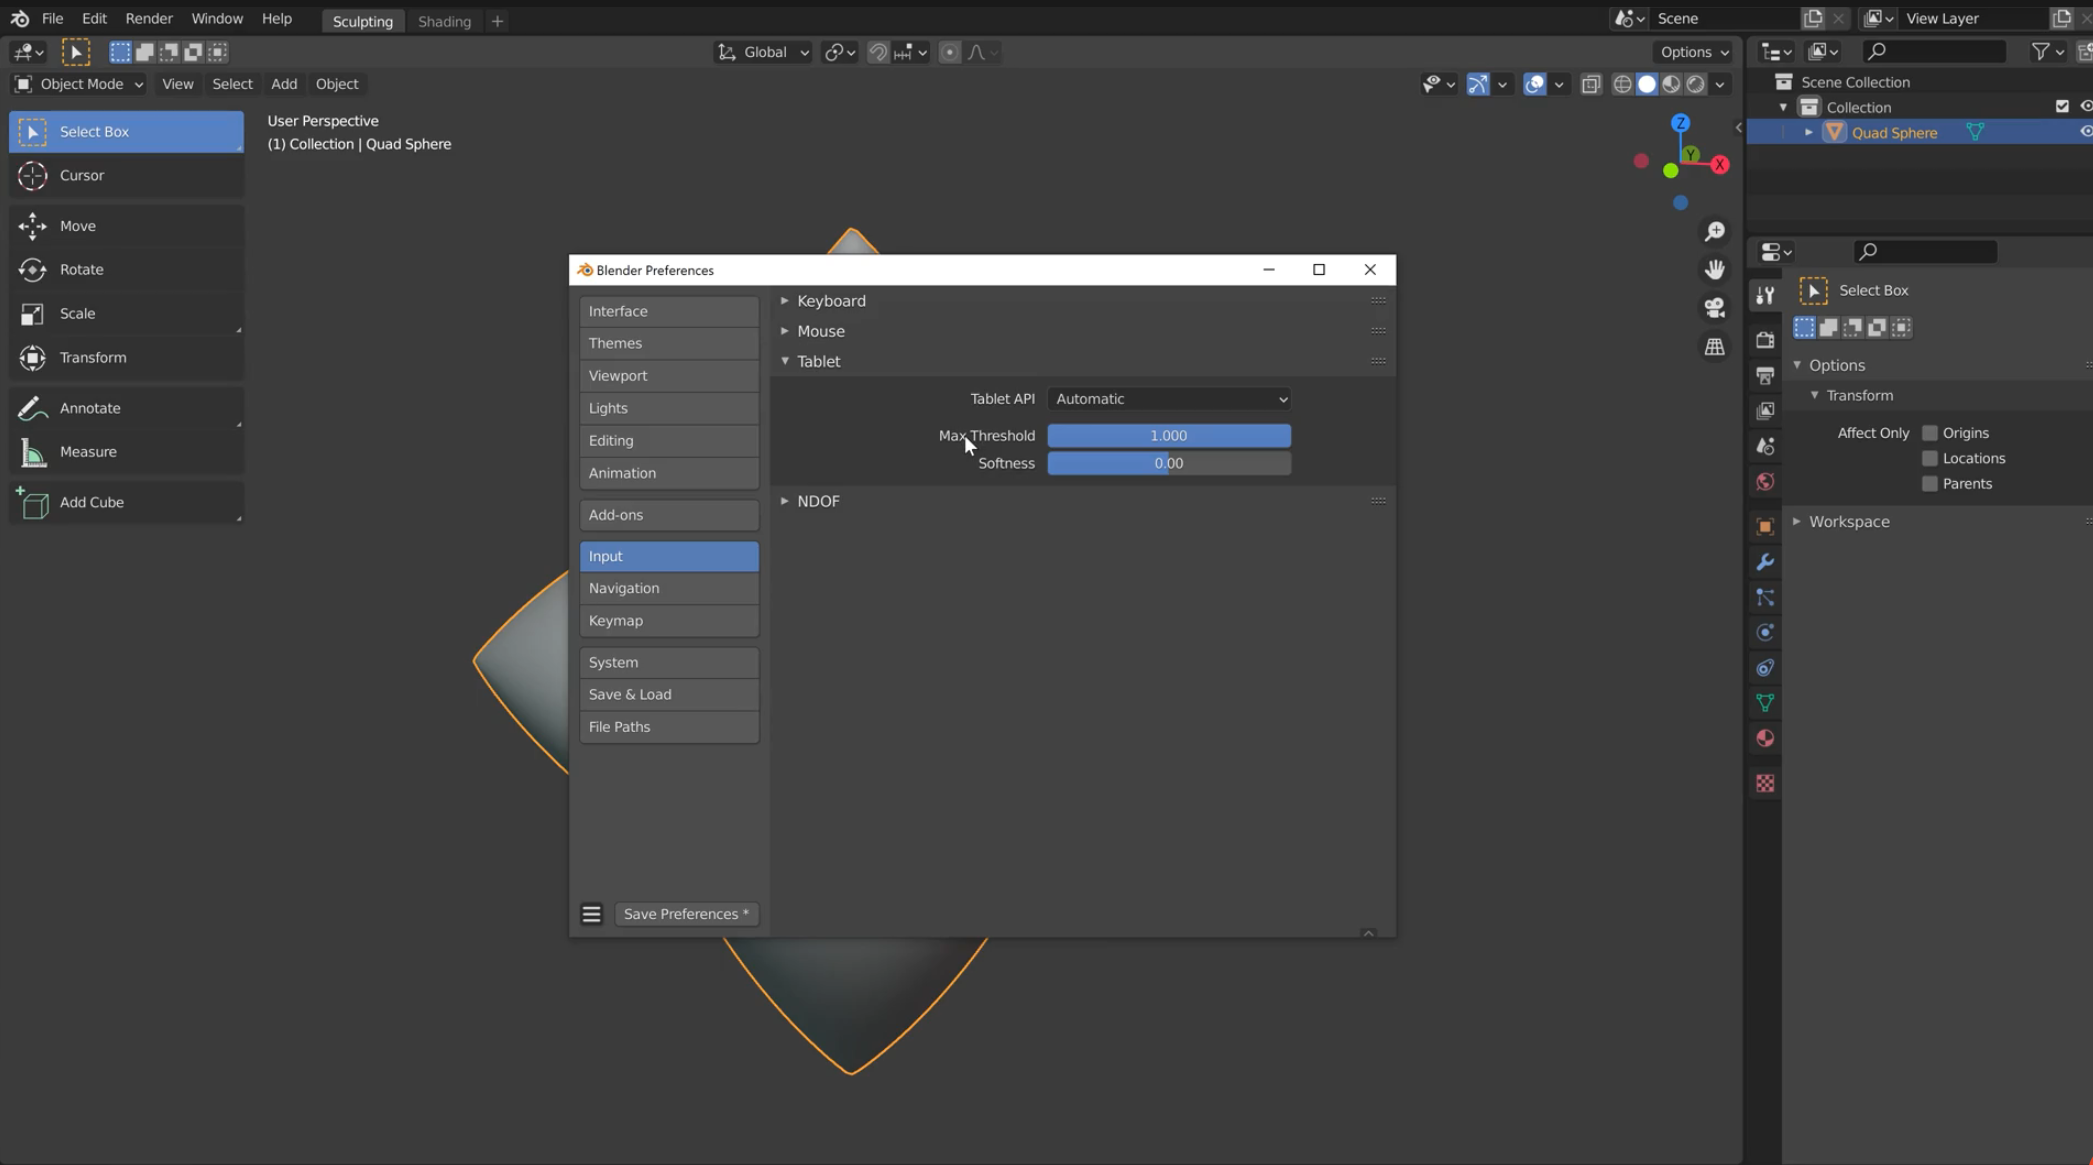 File Edit Render Window Help Sculpting Shading + Scene View Layer
Global Options
Object Mode View Select Add Object
Scene Collection
Collection
Quad Sphere
User Perspective
(1) Collection | Quad Sphere
Z
Y
X
Select Box
Cursor
Move
Rotate
Scale
Transform
Annotate
Measure
Add Cube
Blender Preferences
Interface
Themes
Viewport
Lights
Editing
Animation
Add-ons
Input
Navigation
Keymap
System
Save & Load
File Paths
Save Preferences *
Keyboard
Mouse
Tablet
Tablet API Automatic
Max Threshold 1.000
Softness 0.00
NDOF
Select Box
Options
Transform
Affect Only Origins
Locations
Parents
Workspace